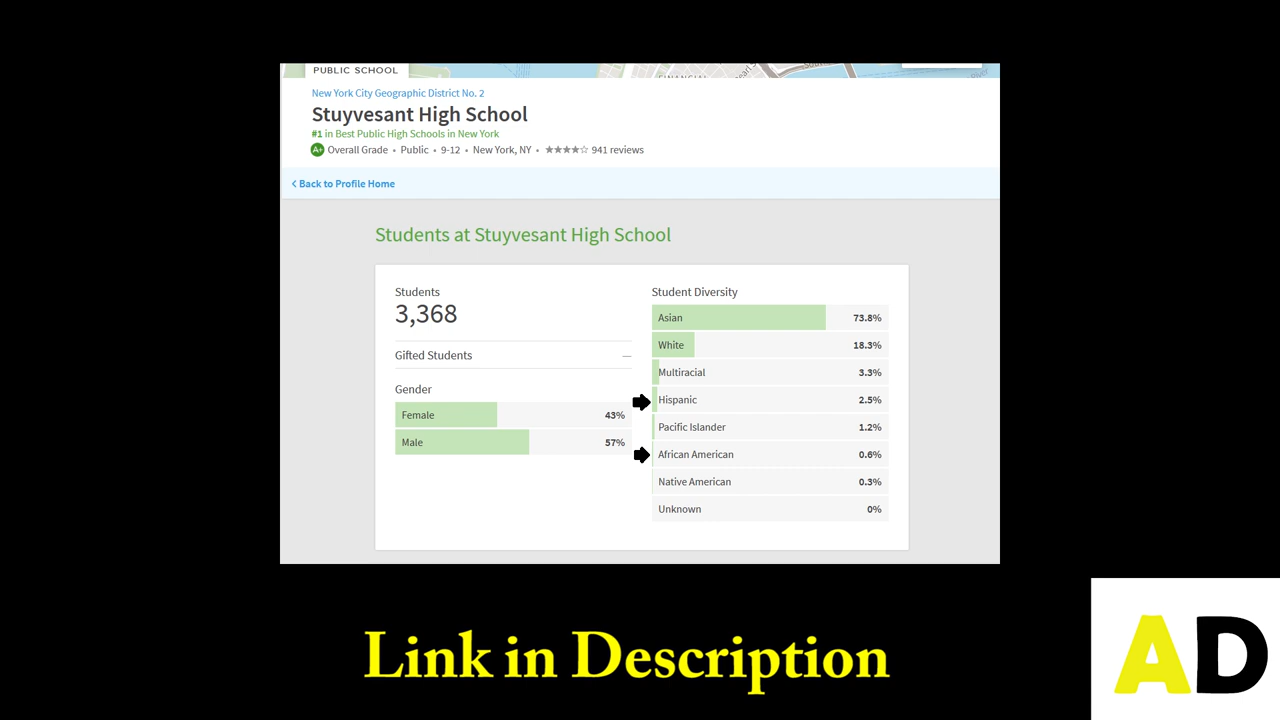 PUBLIC SCHOOL
FINANCIAL
New York City Geographic District No. 2
Stuyvesant High School
#1 in Best Public High Schools in New York
A+ Overall Grade • Public • 9-12 • New York, NY • ★★★★☆ 941 reviews
< Back to Profile Home
Students at Stuyvesant High School
Students
3,368
Gifted Students —
Gender
Female 43%
Male 57%
Student Diversity
Asian 73.8%
White 18.3%
Multiracial 3.3%
Hispanic 2.5%
Pacific Islander 1.2%
African American 0.6%
Native American 0.3%
Unknown 0%
Link in Description
AD